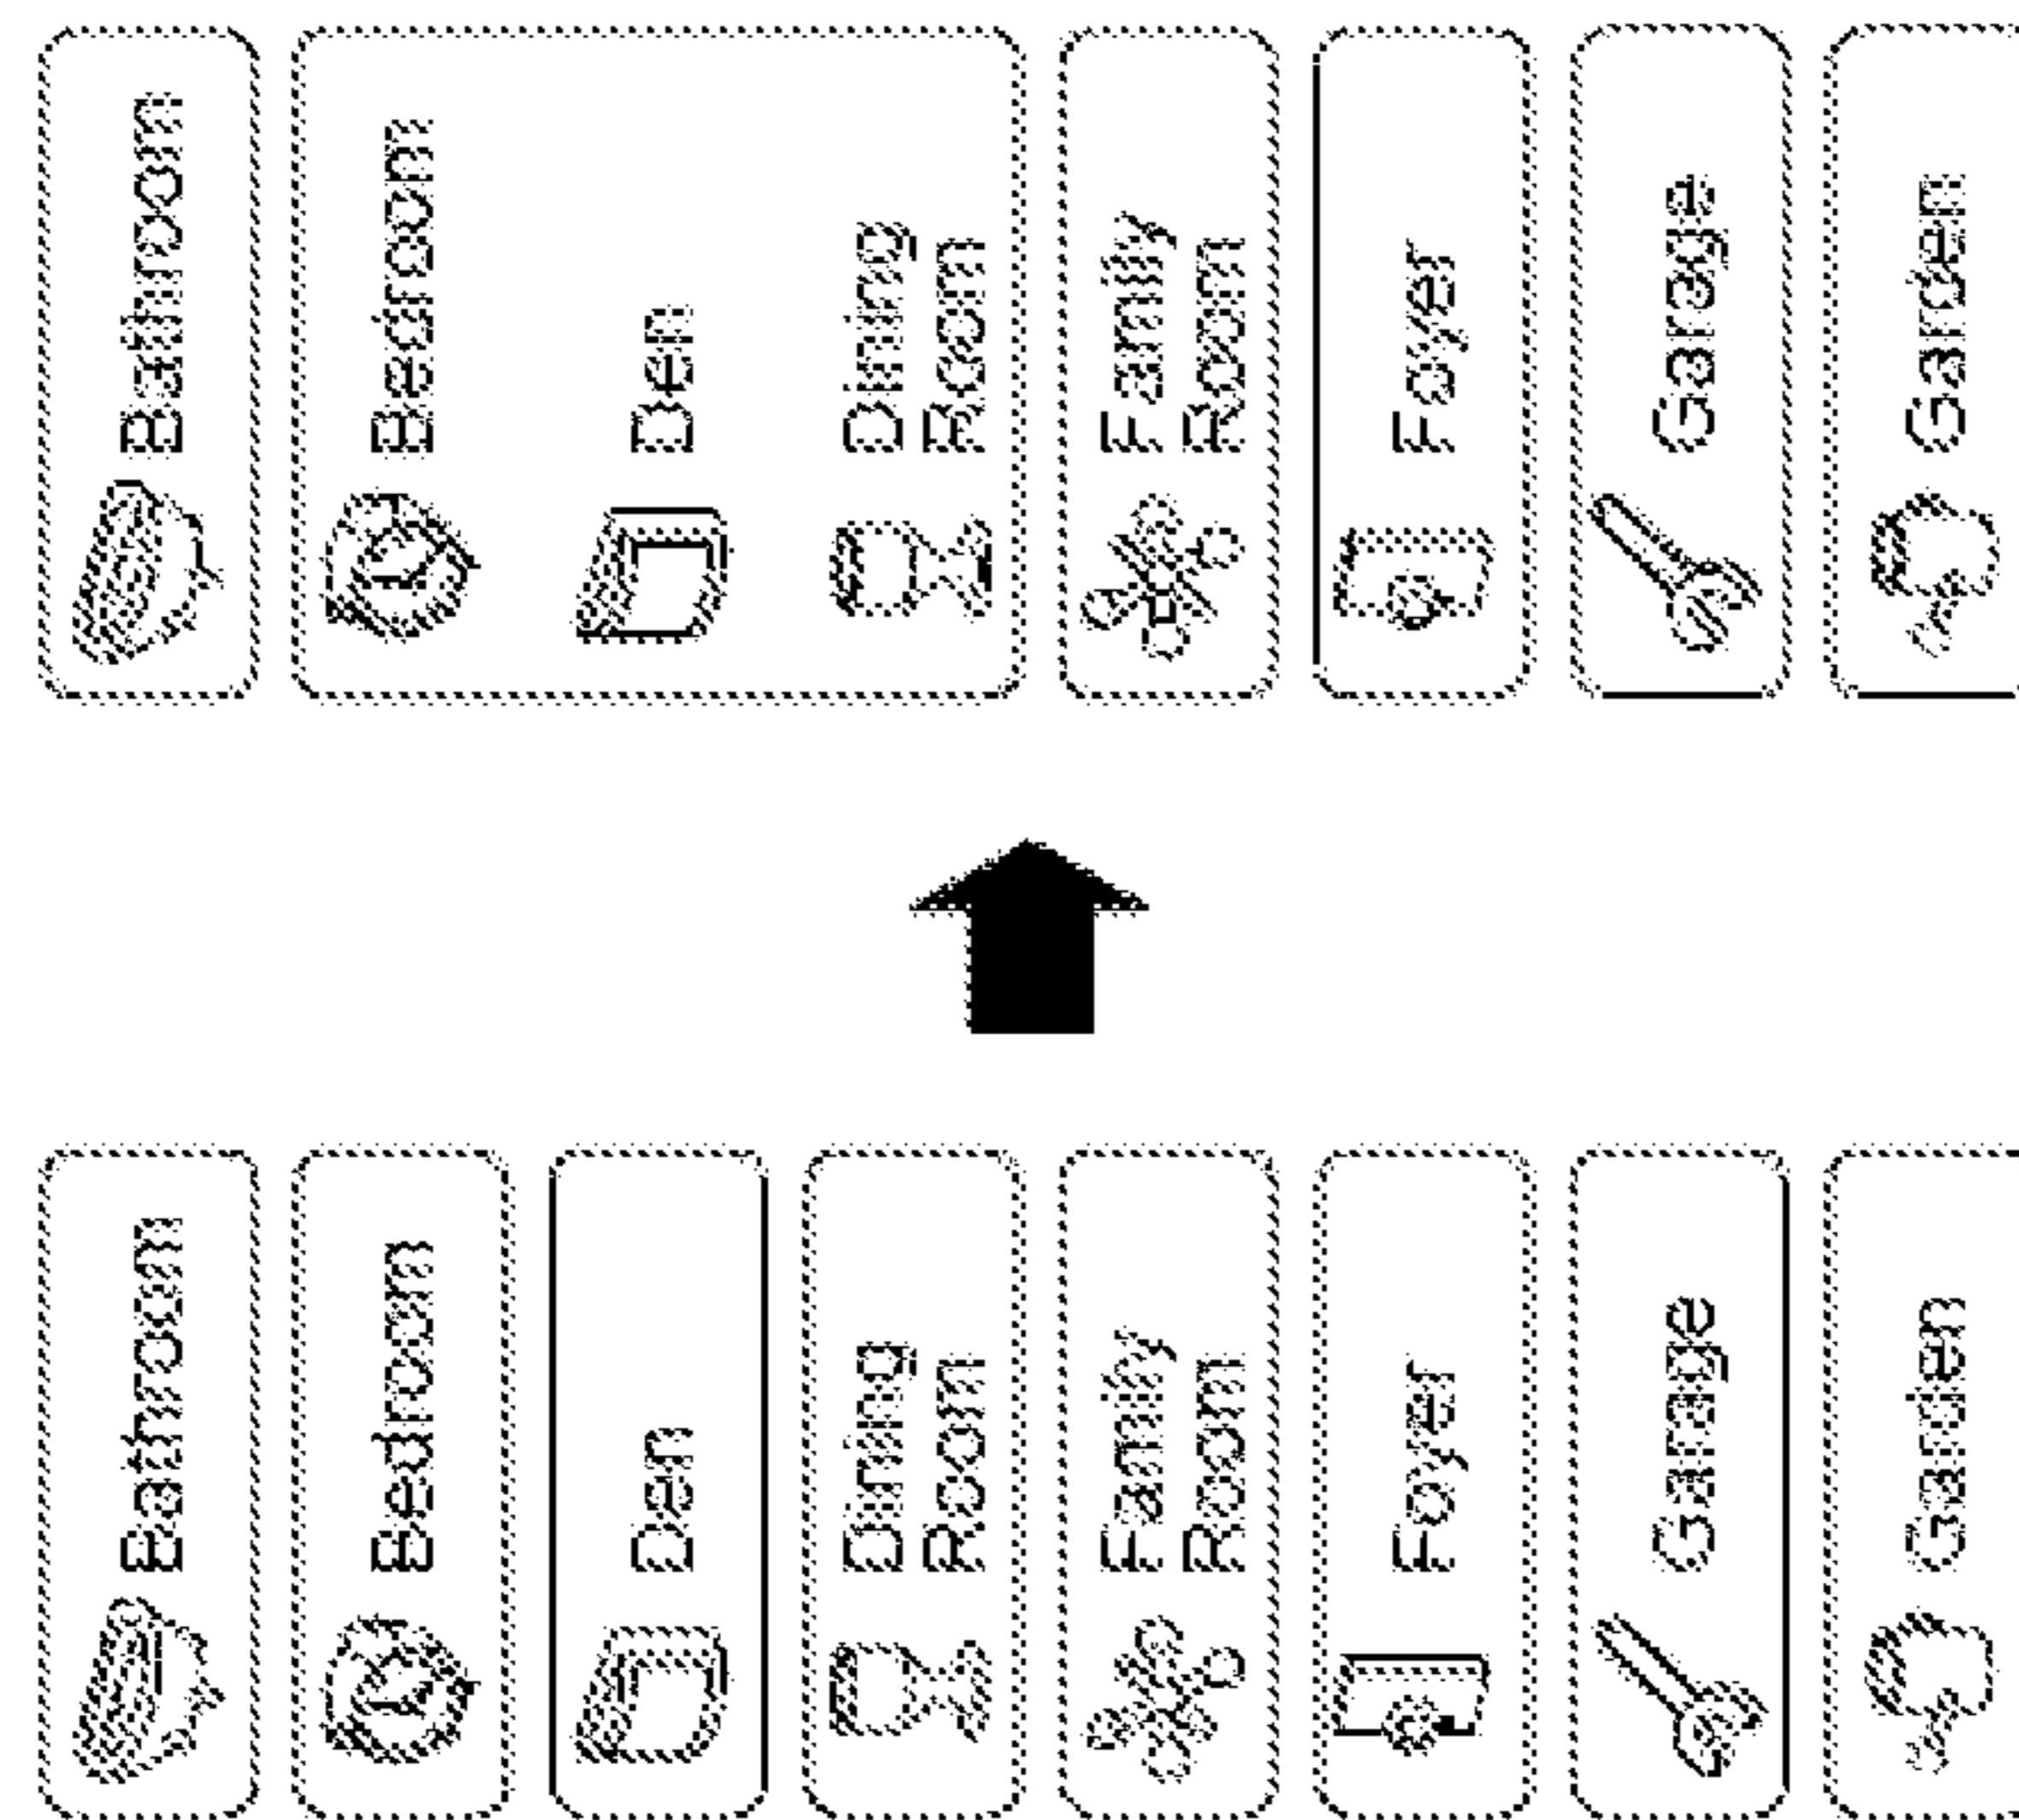 Bathroom
Bedroom
Den
Dining
Room
Family
Room
Foyer
Garage
Garden
Bathroom
Bedroom
Den
Dining
Room
Family
Room
Foyer
Garage
Garden